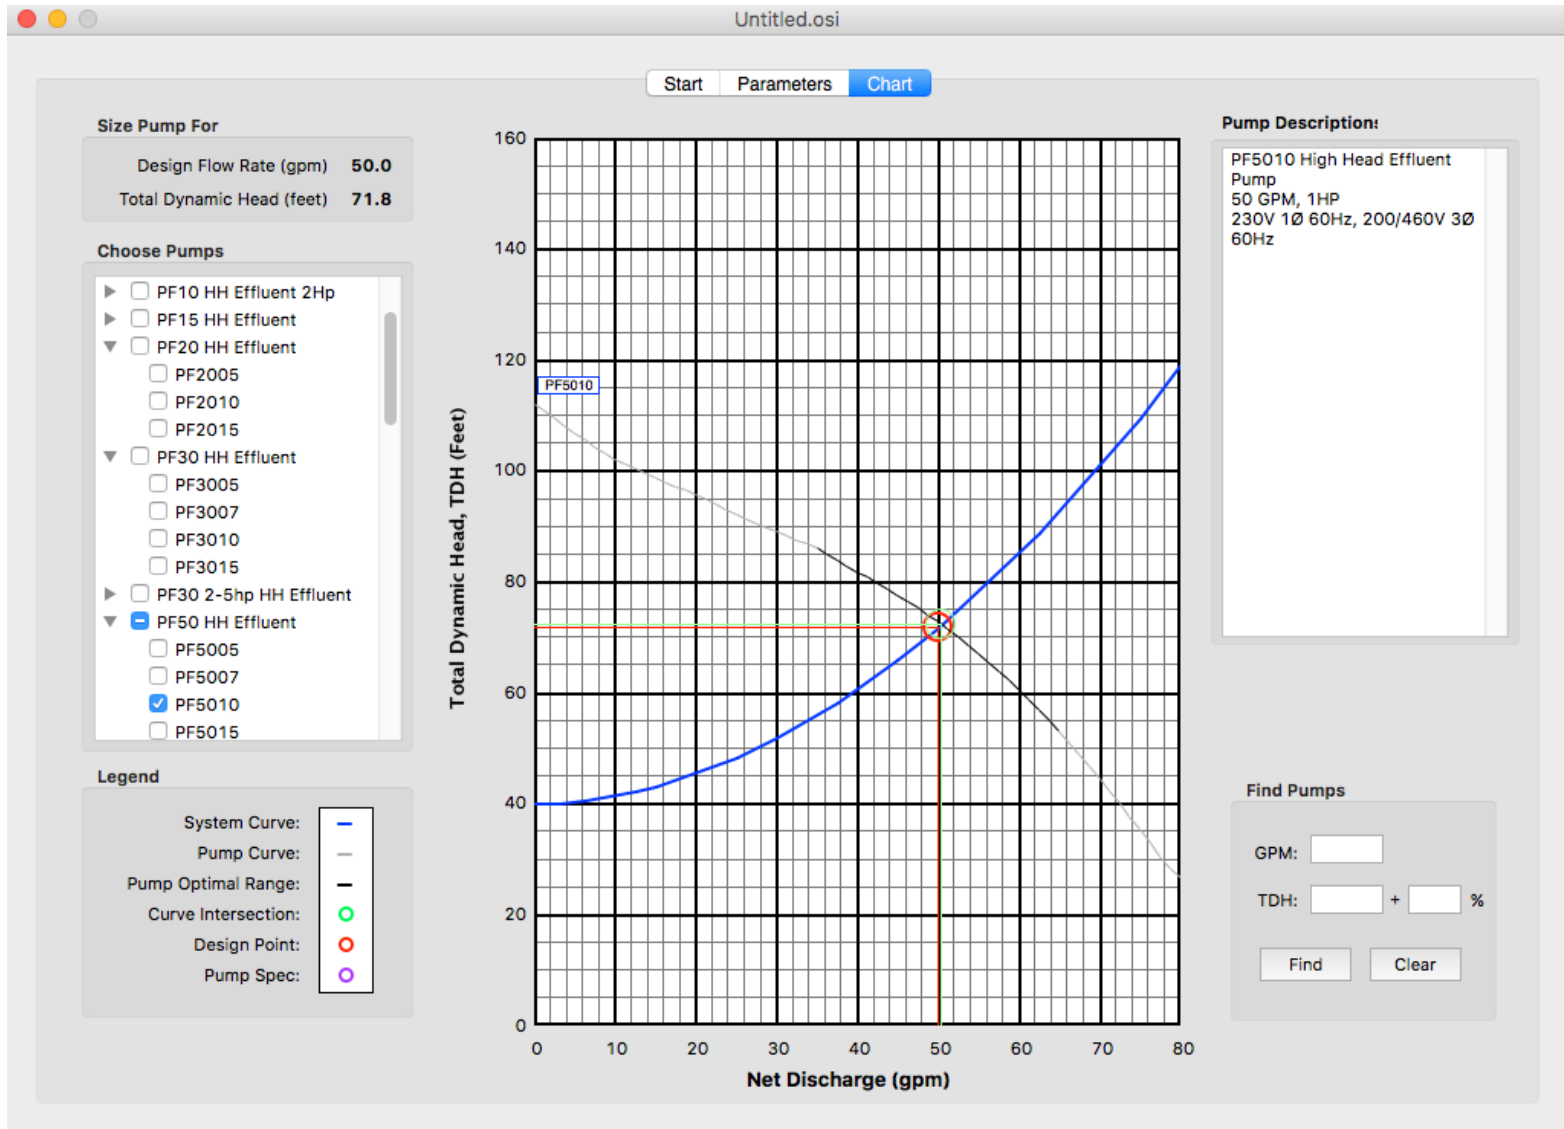 Untitled.osi
Start
Parameters
Chart
Size Pump For
Design Flow Rate (gpm) 50.0
Total Dynamic Head (feet) 71.8
Choose Pumps
PF10 HH Effluent 2Hp
PF15 HH Effluent
PF20 HH Effluent
PF2005
PF2010
PF2015
PF30 HH Effluent
PF3005
PF3007
PF3010
PF3015
PF30 2-5hp HH Effluent
PF50 HH Effluent
PF5005
PF5007
PF5010
PF5015
Legend
System Curve:
Pump Curve:
Pump Optimal Range:
Curve Intersection:
Design Point:
Pump Spec:
Total Dynamic Head, TDH (Feet)
160
140
120
100
80
60
40
20
0
PF5010
0 10 20 30 40 50 60 70 80
Net Discharge (gpm)
Pump Descriptions
PF5010 High Head Effluent
Pump
50 GPM, 1HP
230V 1Ø 60Hz, 200/460V 3Ø
60Hz
Find Pumps
GPM:
TDH: + %
Find
Clear